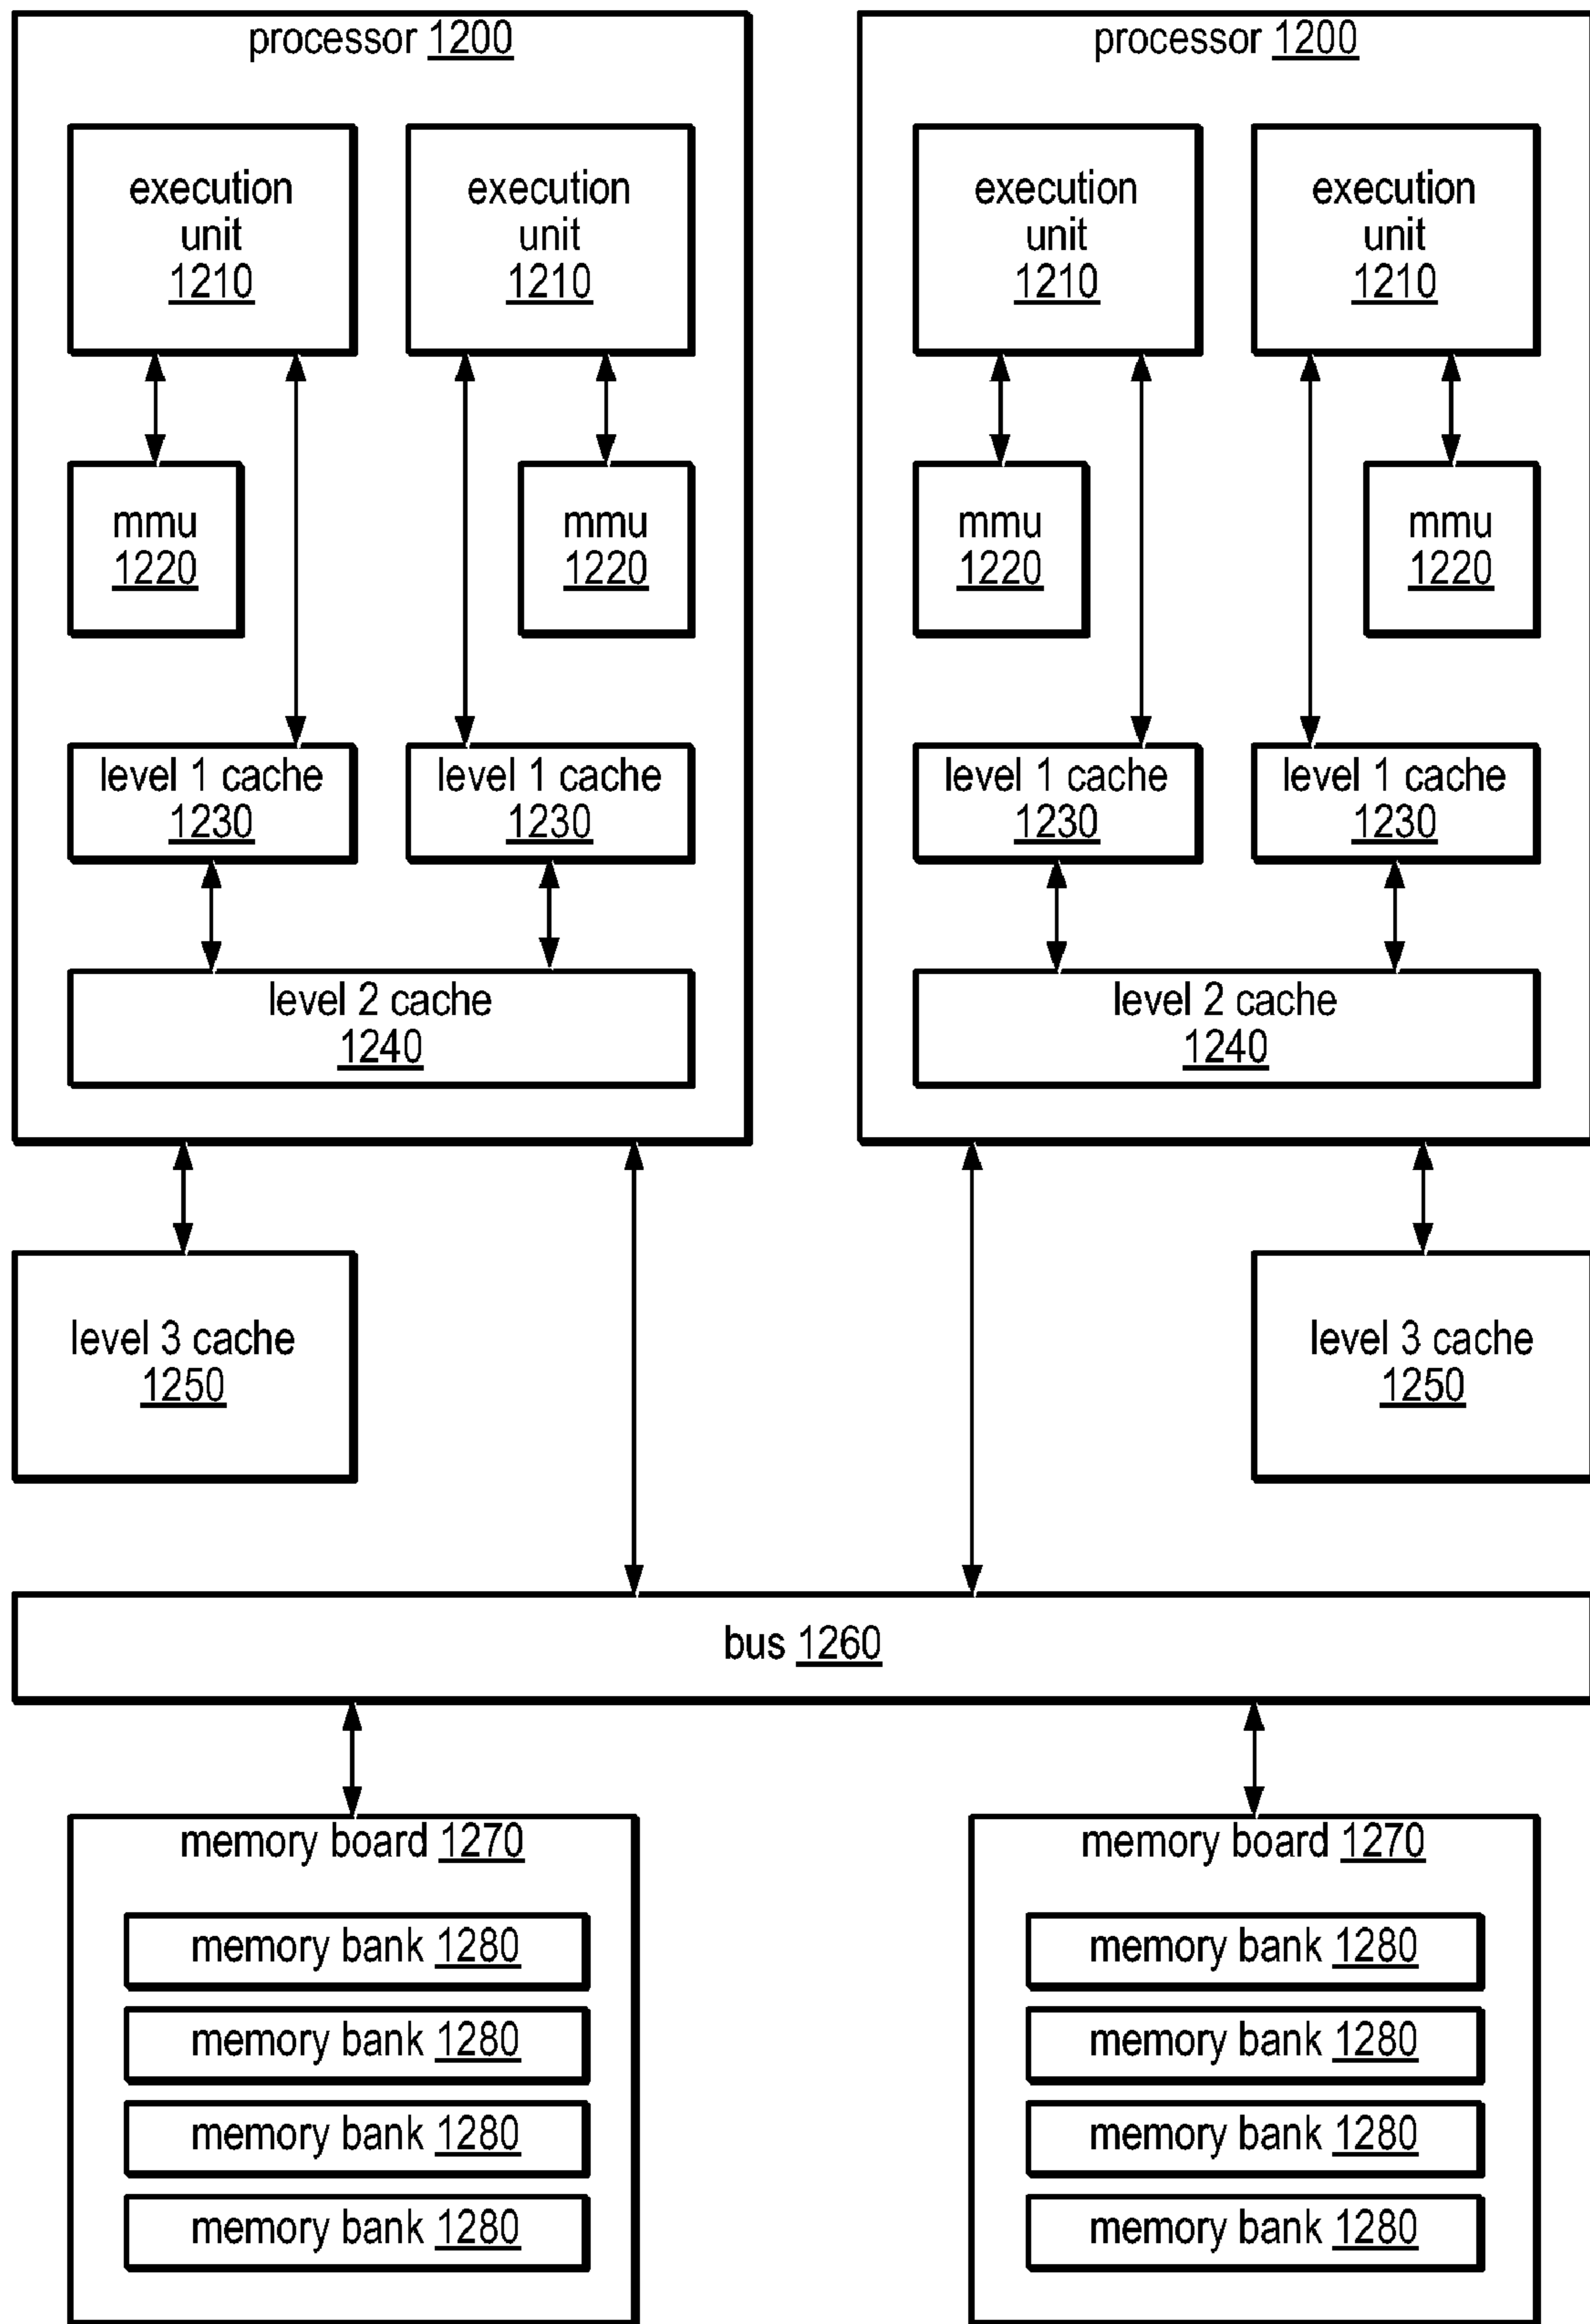 processor 1200
execution
unit
1210
execution
unit
1210
mmu
1220
mmu
1220
level 1 cache
1230
level 1 cache
1230
level 2 cache
1240
processor 1200
execution
unit
1210
execution
unit
1210
mmu
1220
mmu
1220
level 1 cache
1230
level 1 cache
1230
level 2 cache
1240
level 3 cache
1250
level 3 cache
1250
bus 1260
memory board 1270
memory bank 1280
memory bank 1280
memory bank 1280
memory bank 1280
memory board 1270
memory bank 1280
memory bank 1280
memory bank 1280
memory bank 1280